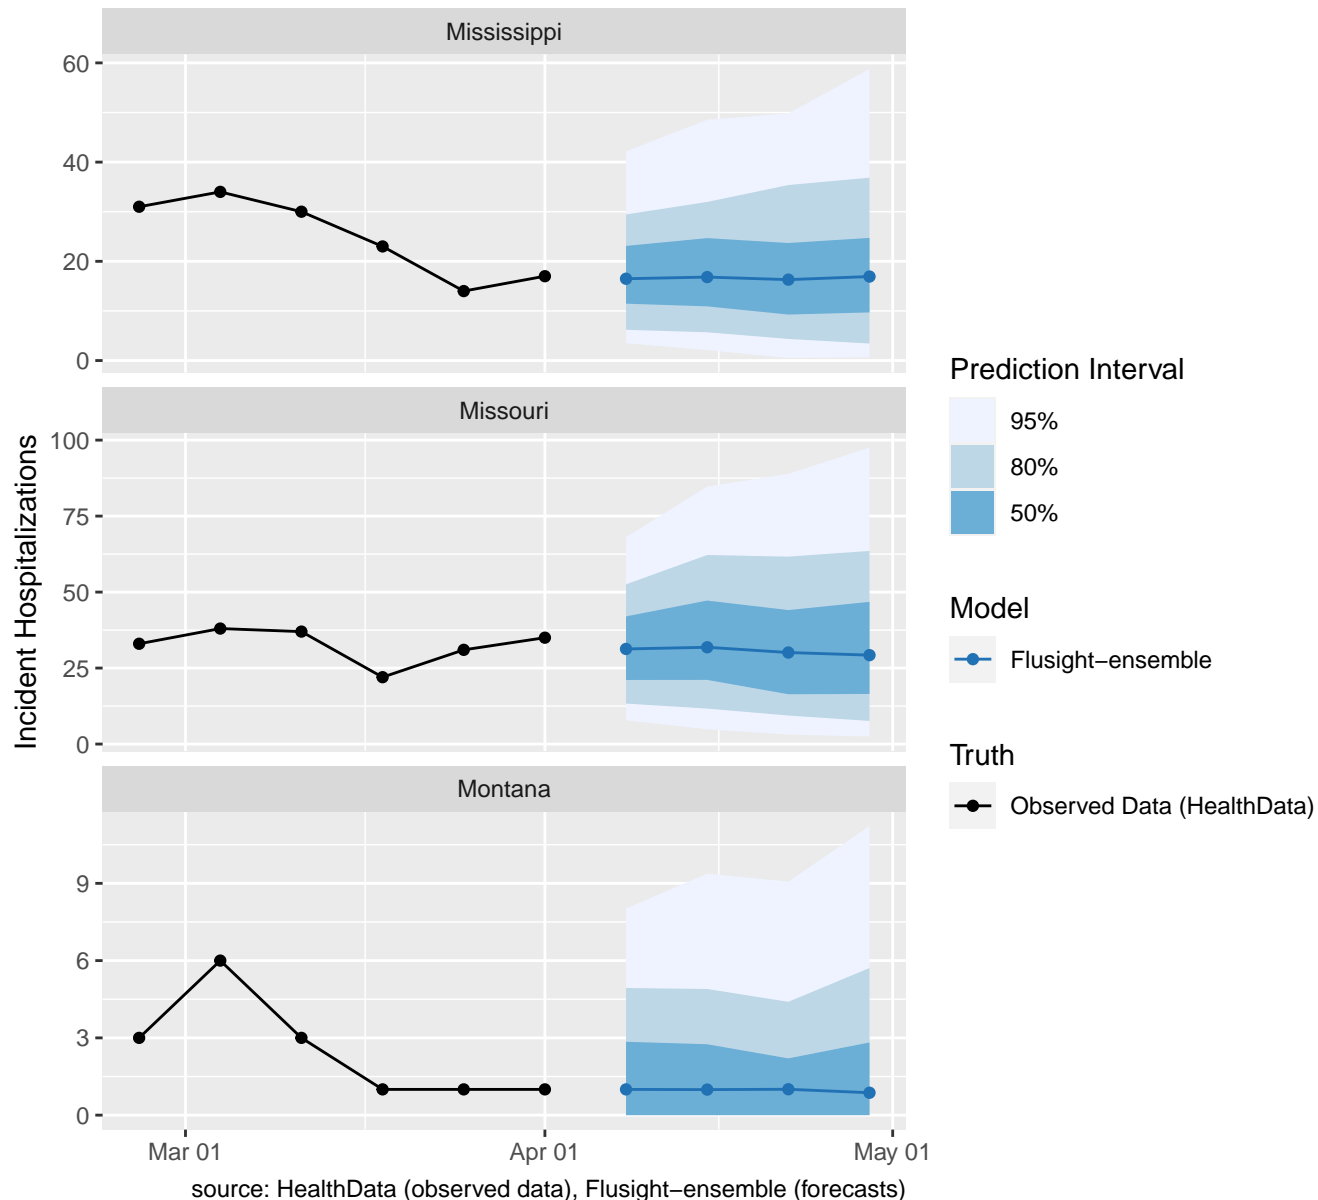 Mississippi
60
40
20
0
Missouri
100
75
50
25
0
Montana
9
6
3
0
Incident Hospitalizations
Mar 01
Apr 01
May 01
source: HealthData (observed data), Flusight−ensemble (forecasts)
Prediction Interval
95%
80%
50%
Model
Flusight−ensemble
Truth
Observed Data (HealthData)